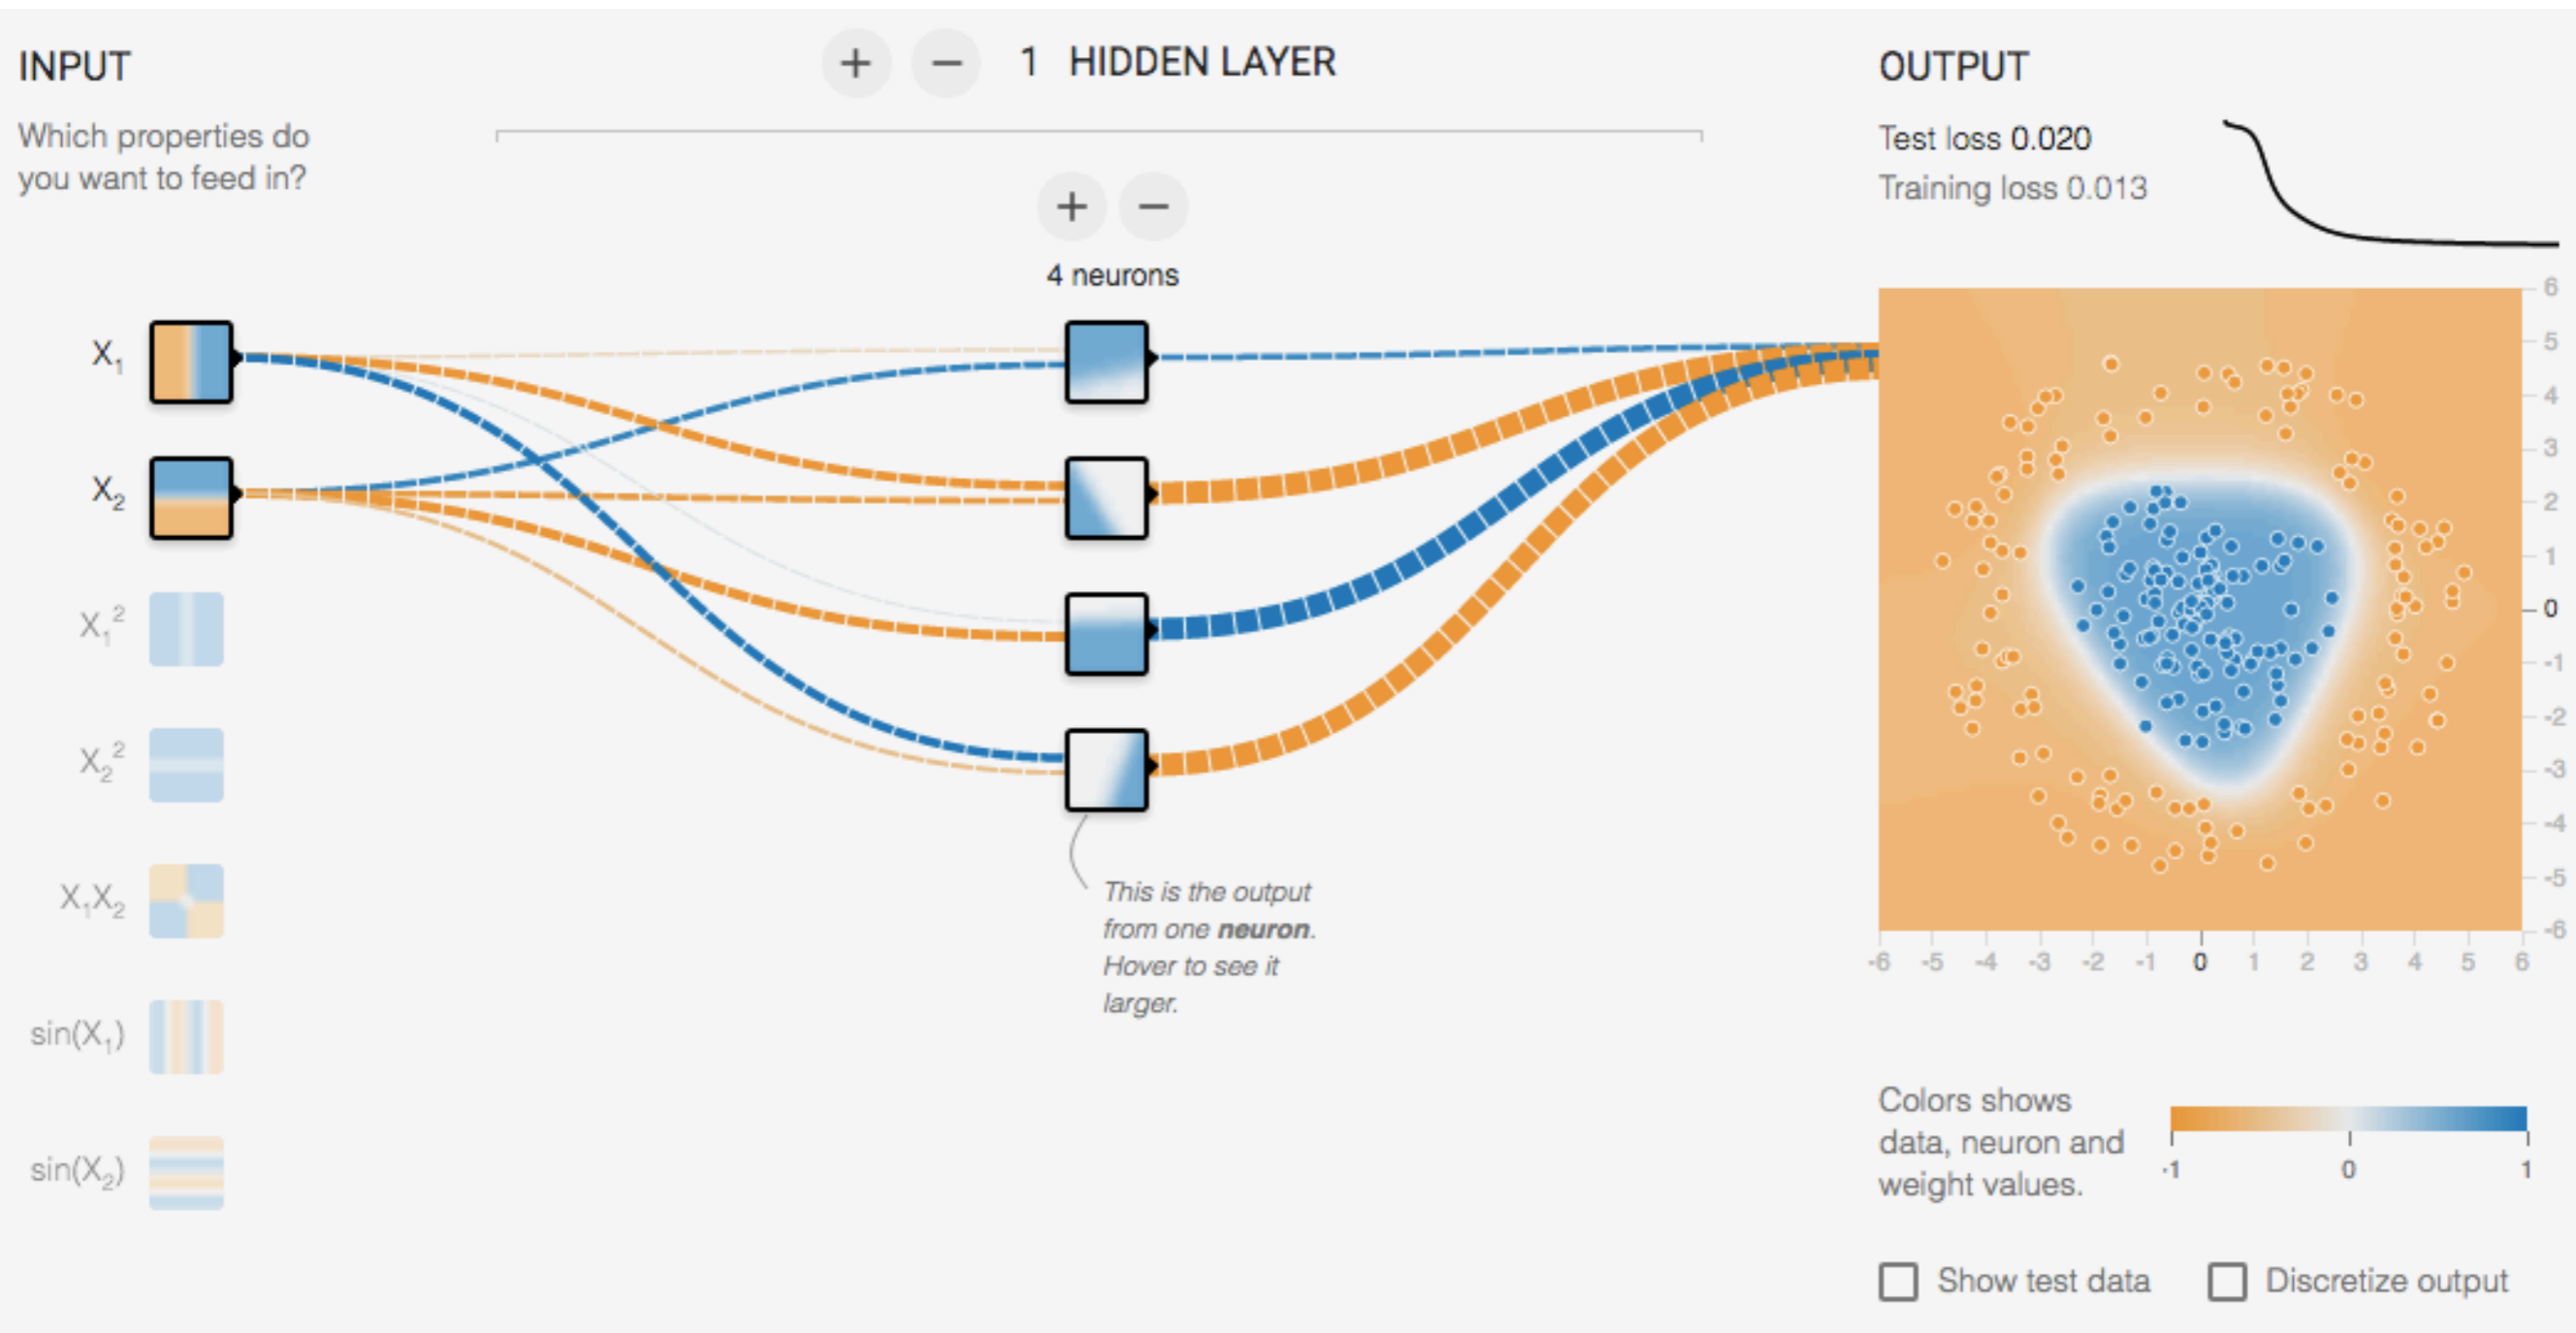 INPUT
Which properties do
you want to feed in?
X₁
X₂
X₁²
X₂²
X₁X₂
sin(X₁)
sin(X₂)
+ − 1 HIDDEN LAYER
+ −
4 neurons
This is the output
from one neuron.
Hover to see it
larger.
OUTPUT
Test loss 0.020
Training loss 0.013
6
5
4
3
2
1
0
-1
-2
-3
-4
-5
-6
-6 -5 -4 -3 -2 -1 0 1 2 3 4 5 6
Colors shows
data, neuron and
weight values.
-1 0 1
Show test data Discretize output